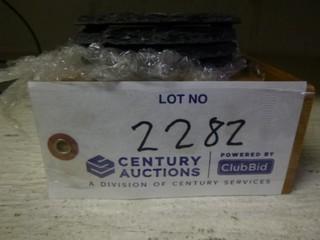 LOT NO
2282
CENTURY AUCTIONS
POWERED BY
ClubBid
A DIVISION OF CENTURY SERVICES